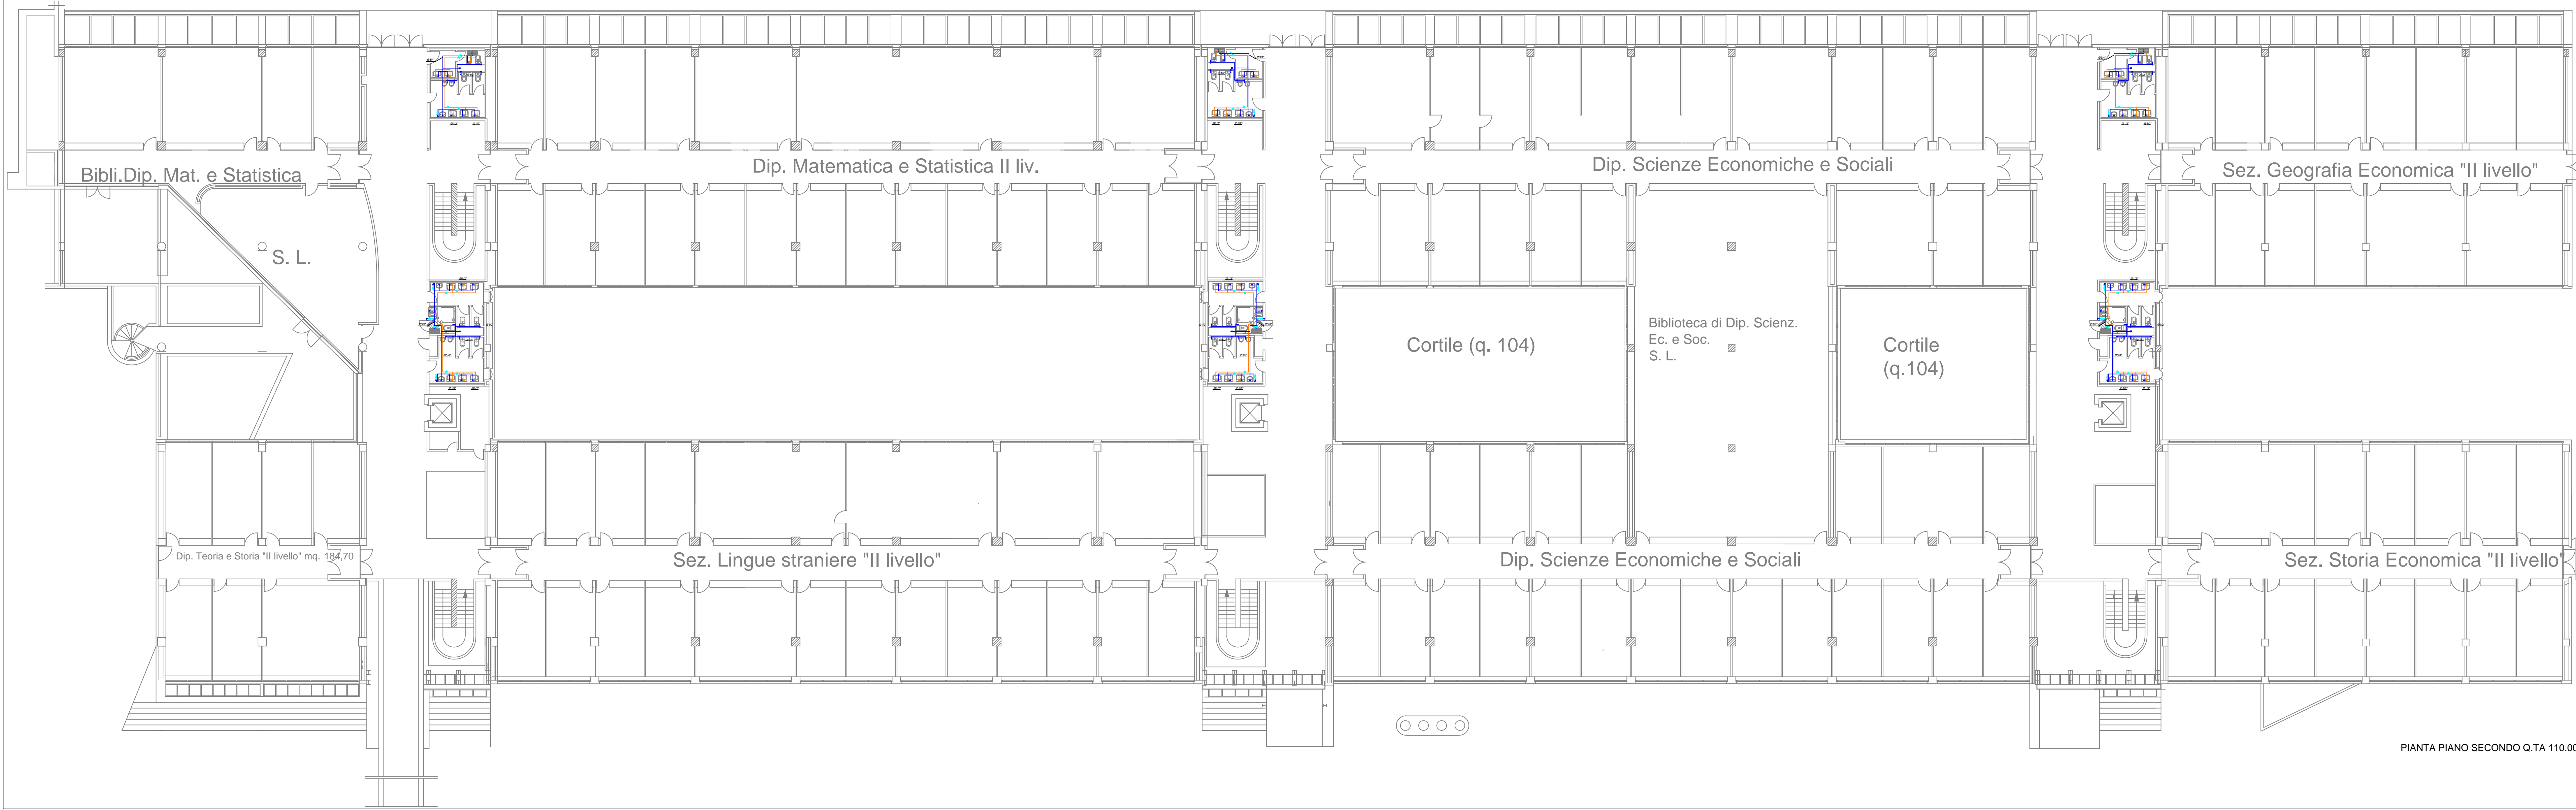 Bibli.Dip. Mat. e Statistica
Dip. Matematica e Statistica II liv.
Dip. Scienze Economiche e Sociali
Sez. Geografia Economica "II livello"
S. L.
Cortile (q. 104)
Biblioteca di Dip. Scienz.
Ec. e Soc.
S. L.
Cortile
(q.104)
Dip. Teoria e Storia "II livello" mq. 184,70
Sez. Lingue straniere "II livello"
Dip. Scienze Economiche e Sociali
Sez. Storia Economica "II livello"
PIANTA PIANO SECONDO Q.TA 110.00